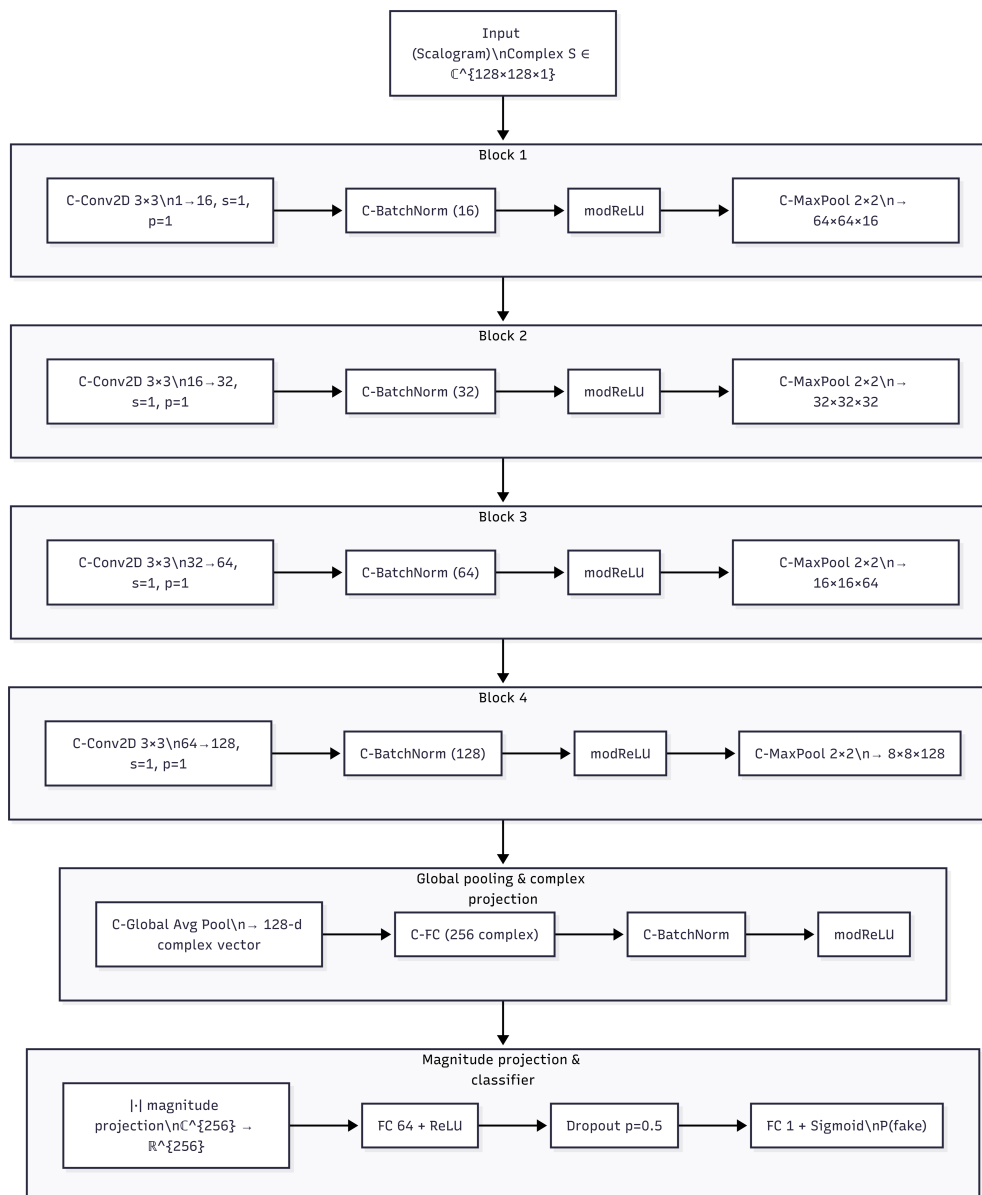 Input
(Scalogram)\nComplex S ∈
ℂ^{128×128×1}
Block 1
C-Conv2D 3×3\n1→16, s=1,
p=1
C-BatchNorm (16)
modReLU
C-MaxPool 2×2\n→
64×64×16
Block 2
C-Conv2D 3×3\n16→32,
s=1, p=1
C-BatchNorm (32)
modReLU
C-MaxPool 2×2\n→
32×32×32
Block 3
C-Conv2D 3×3\n32→64,
s=1, p=1
C-BatchNorm (64)
modReLU
C-MaxPool 2×2\n→
16×16×64
Block 4
C-Conv2D 3×3\n64→128,
s=1, p=1
C-BatchNorm (128)
modReLU
C-MaxPool 2×2\n→ 8×8×128
Global pooling & complex
projection
C-Global Avg Pool\n→ 128-d
complex vector
C-FC (256 complex)
C-BatchNorm
modReLU
Magnitude projection &
classifier
|·| magnitude
projection\nℂ^{256} →
ℝ^{256}
FC 64 + ReLU
Dropout p=0.5
FC 1 + Sigmoid\nP(fake)